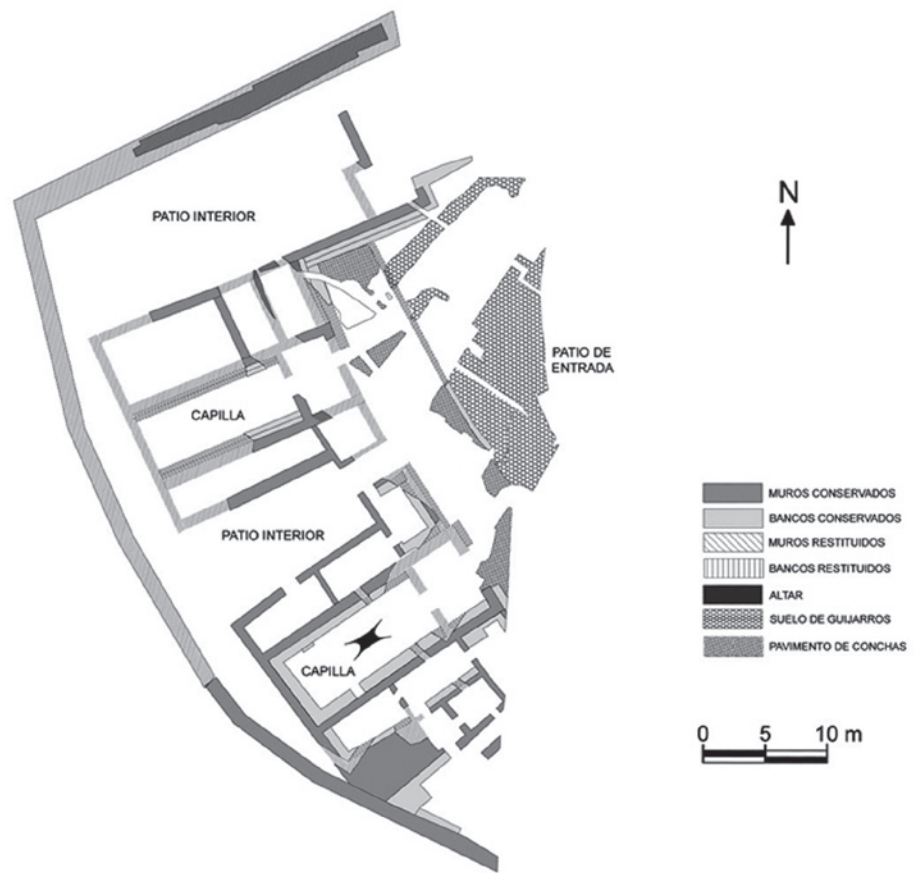 PATIO INTERIOR
N
PATIO DE
ENTRADA
CAPILLA
PATIO INTERIOR
CAPILLA
MUROS CONSERVADOS
BANCOS CONSERVADOS
MUROS RESTITUIDOS
BANCOS RESTITUIDOS
ALTAR
SUELO DE GUIJARROS
PAVIMENTO DE CONCHAS
0 5 10 m